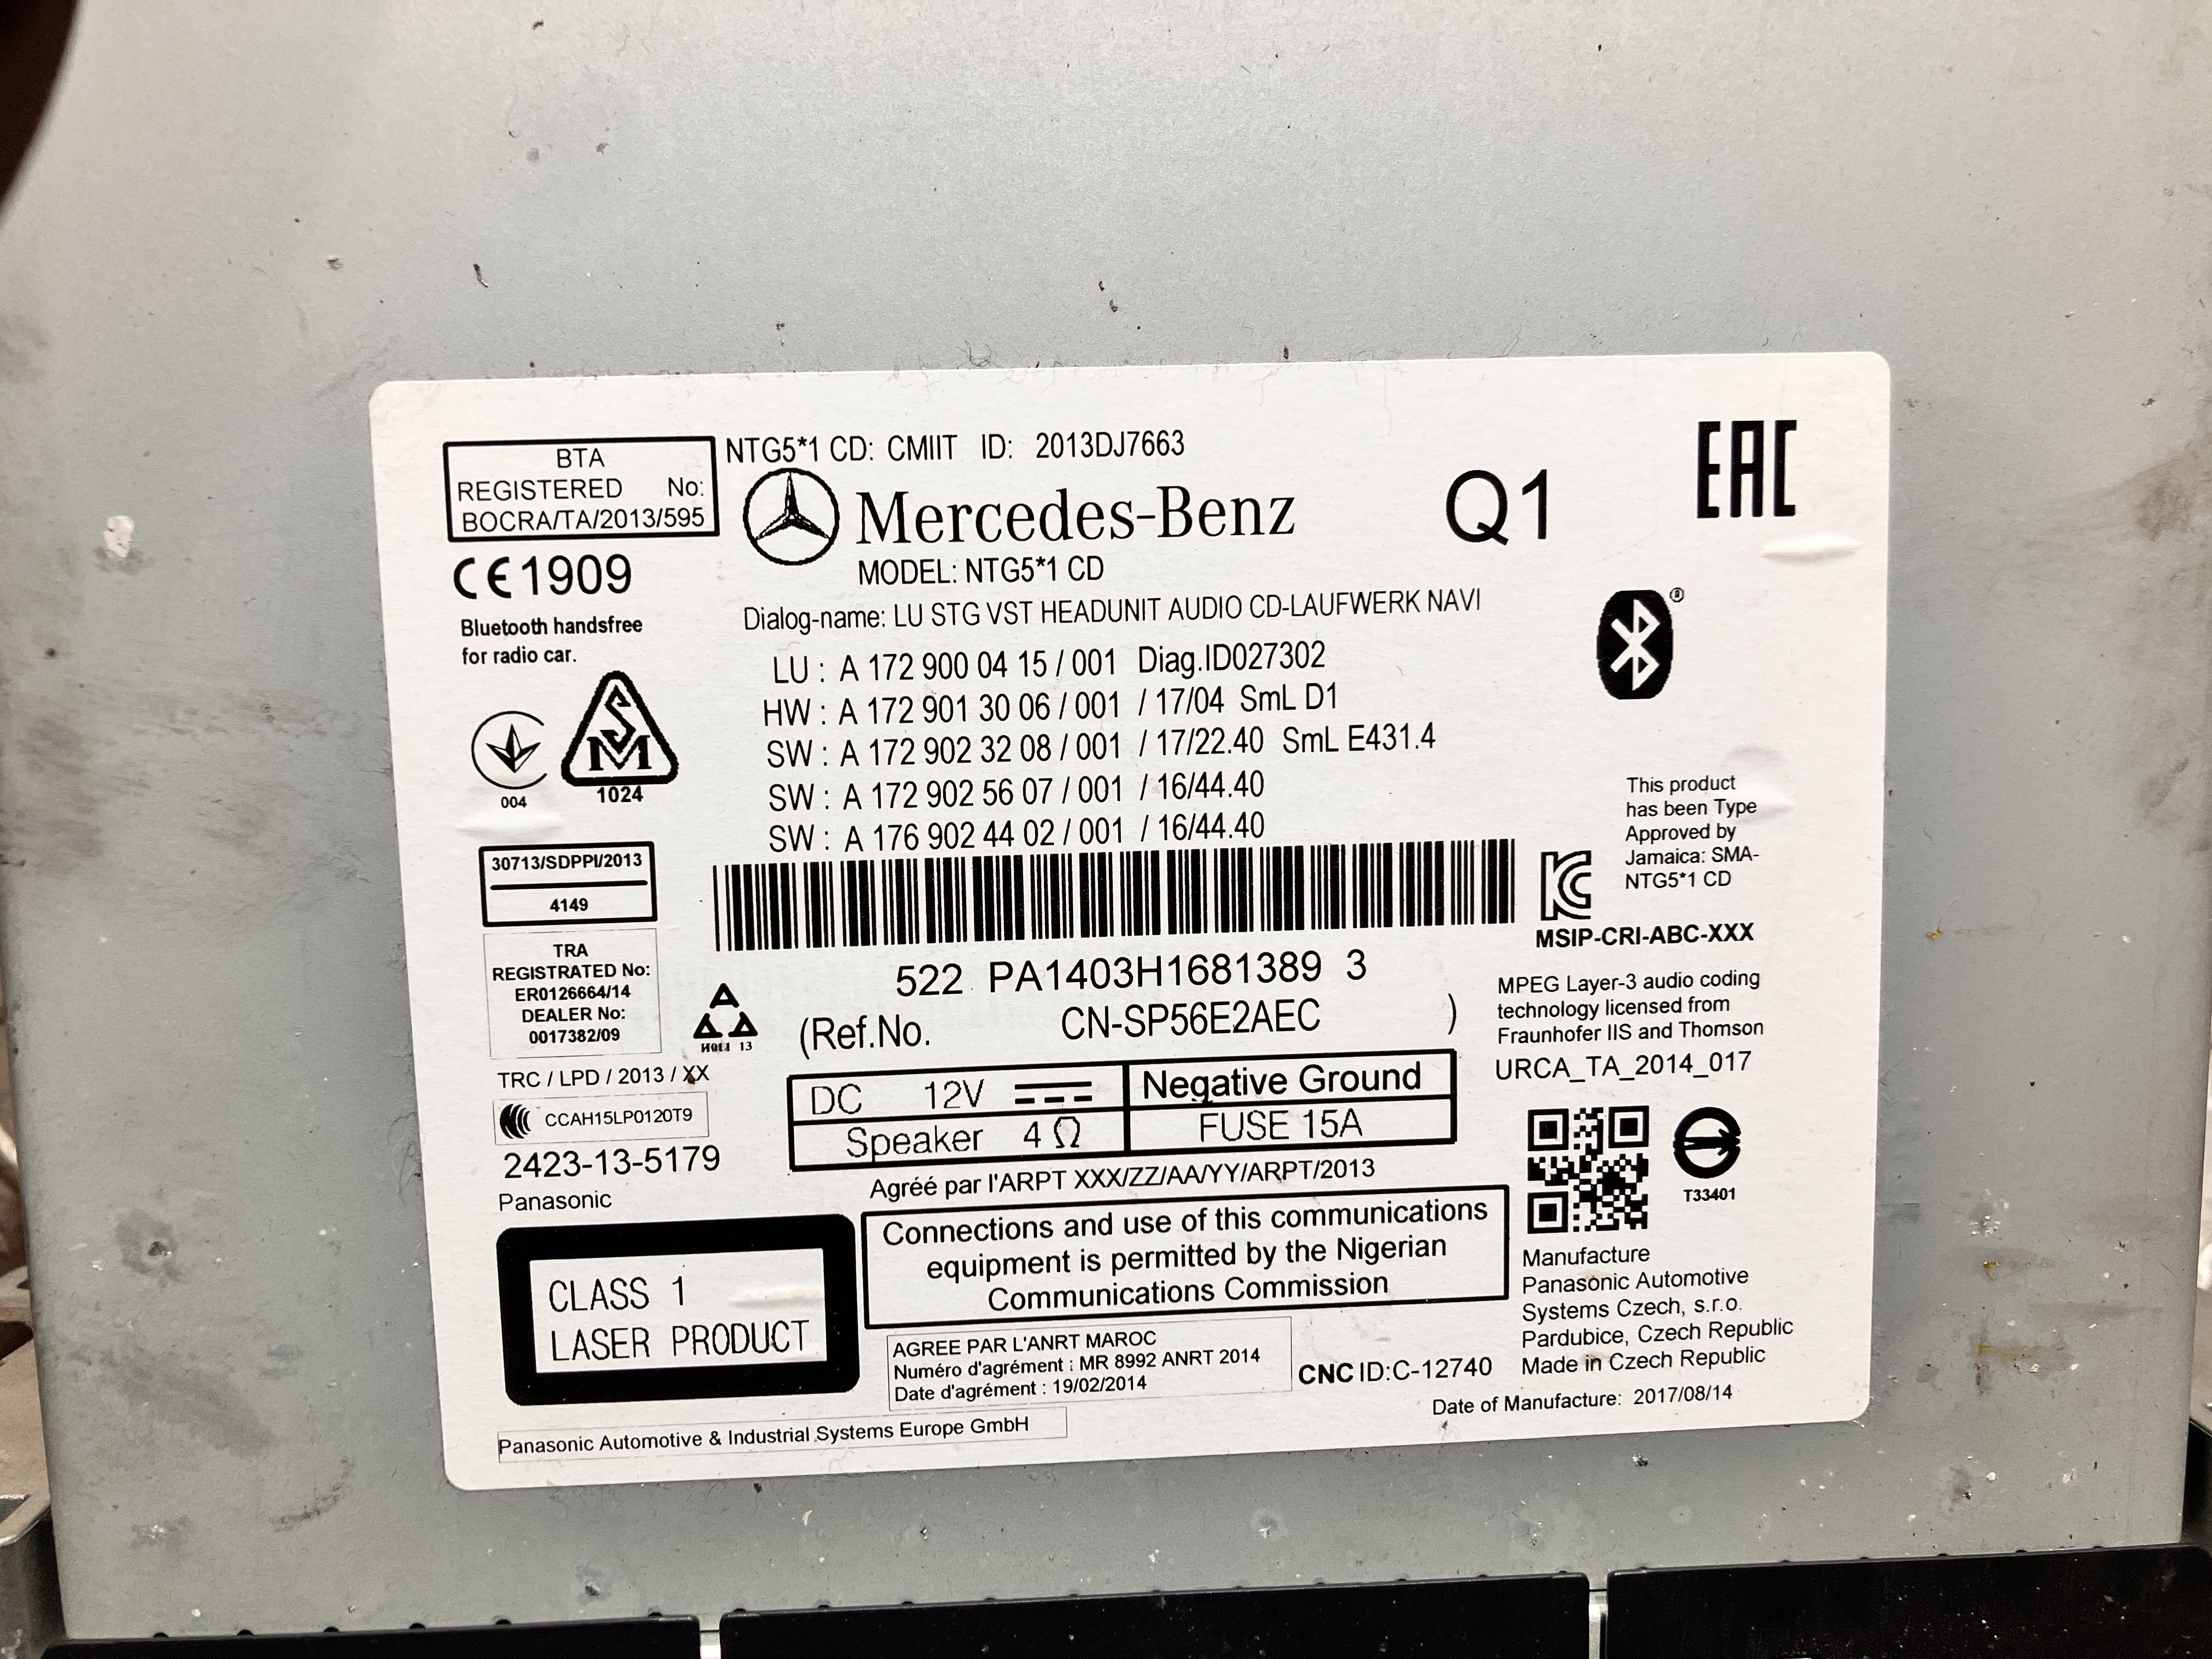 NTG5*1 CD: CMIIT ID: 2013DJ7663
BTA
REGISTERED No:
BOCRA/TA/2013/595
Mercedes-Benz
Q1
EAC
MODEL: NTG5*1 CD
CE1909
Bluetooth handsfree
for radio car.
Dialog-name: LU STG VST HEADUNIT AUDIO CD-LAUFWERK NAVI
LU : A 172 900 04 15 / 001 Diag.ID027302
HW : A 172 901 30 06 / 001 / 17/04 SmL D1
SW : A 172 902 32 08 / 001 / 17/22.40 SmL E431.4
SW : A 172 902 56 07 / 001 / 16/44.40
SW : A 176 902 44 02 / 001 / 16/44.40
004
SM
1024
This product
has been Type
Approved by
Jamaica: SMA-
NTG5*1 CD
30713/SDPPI/2013
4149
KC
MSIP-CRI-ABC-XXX
TRA
REGISTRATED No:
ER0126664/14
DEALER No:
0017382/09
522 PA1403H1681389 3
(Ref.No. CN-SP56E2AEC )
MPEG Layer-3 audio coding
technology licensed from
Fraunhofer IIS and Thomson
URCA_TA_2014_017
TRC / LPD / 2013 / XX
CCAH15LP0120T9
2423-13-5179
Panasonic
DC 12V
Negative Ground
Speaker 4 Ω
FUSE 15A
Agréé par l'ARPT XXX/ZZ/AA/YY/ARPT/2013
T33401
CLASS 1
LASER PRODUCT
Connections and use of this communications
equipment is permitted by the Nigerian
Communications Commission
Manufacture
Panasonic Automotive
Systems Czech, s.r.o.
Pardubice, Czech Republic
Made in Czech Republic
AGREE PAR L'ANRT MAROC
Numéro d'agrément : MR 8992 ANRT 2014
Date d'agrément : 19/02/2014
CNC ID:C-12740
Date of Manufacture: 2017/08/14
Panasonic Automotive & Industrial Systems Europe GmbH